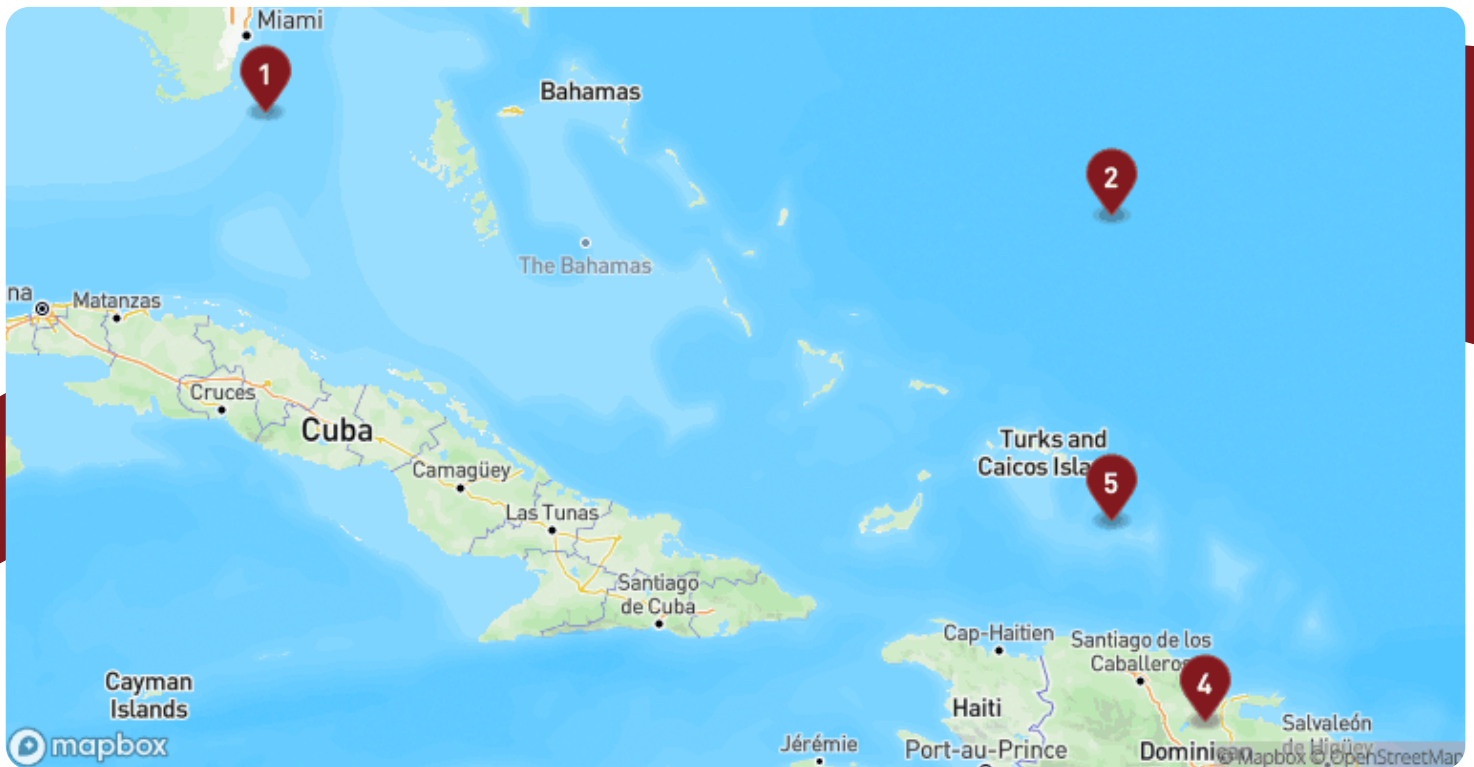 Miami
1
Bahamas
2
The Bahamas
na
Matanzas
Cruces
Cuba
Turks and
Caicos Isla
5
Camagüey
Las Tunas
Santiago
de Cuba
Cap-Haitien
Santiago de los
Caballeros
4
Cayman
Islands
Haiti
Salvaleón
de Higüey
Jérémie
Port-au-Prince
Dominican
mapbox
© Mapbox © OpenStreetMap